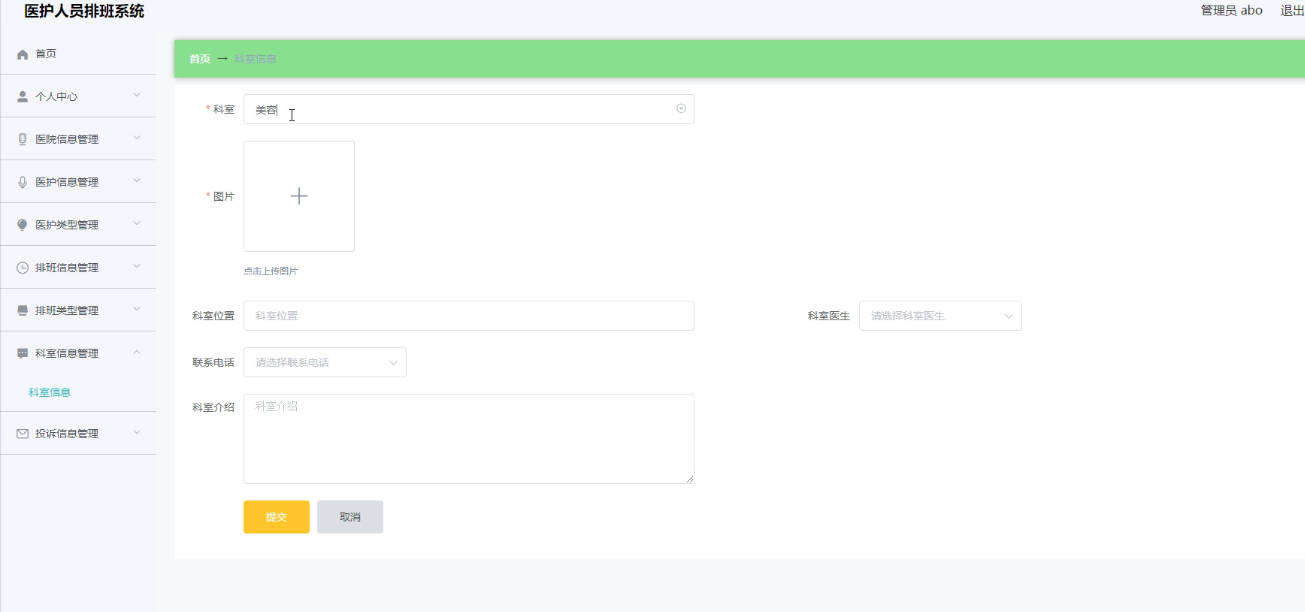 医护人员排班系统
管理员 abo 退出
首页
个人中心
医院信息管理
医护信息管理
医护类型管理
排班信息管理
排班类型管理
科室信息管理
科室信息
投诉信息管理
首页 → 科室信息
* 科室 美容
* 图片
点击上传图片
科室位置 科室位置 科室医生 请选择科室医生
联系电话 请选择联系电话
科室介绍 科室介绍
提交 取消